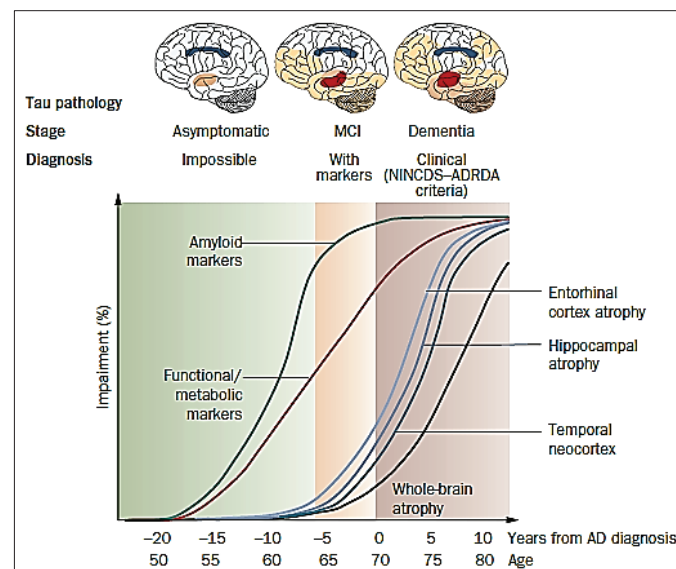 Tau pathology
Stage Asymptomatic MCI Dementia
Diagnosis Impossible With markers Clinical (NINCDS–ADRDA criteria)
Amyloid
markers
Functional/
metabolic
markers
Entorhinal
cortex atrophy
Hippocampal
atrophy
Temporal
neocortex
Whole-brain
atrophy
Impairment (%)
–20 –15 –10 –5 0 5 10 Years from AD diagnosis
50 55 60 65 70 75 80 Age